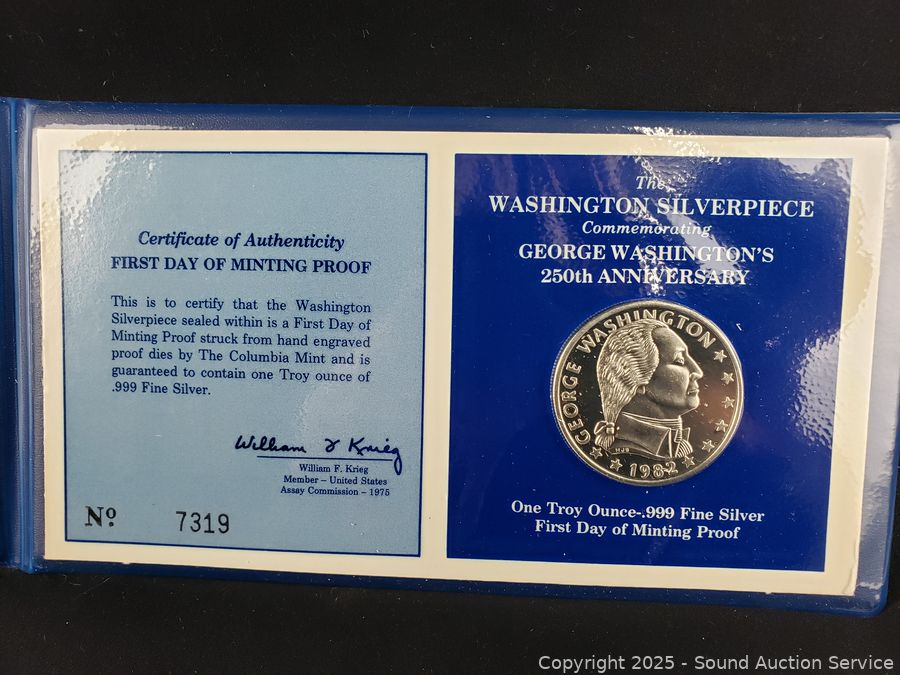 Certificate of Authenticity
FIRST DAY OF MINTING PROOF
This is to certify that the Washington
Silverpiece sealed within is a First Day of
Minting Proof struck from hand engraved
proof dies by The Columbia Mint and is
guaranteed to contain one Troy ounce of
.999 Fine Silver.
William F Krieg
William F. Krieg
Member – United States
Assay Commission – 1975
Nº 7319
The
WASHINGTON SILVERPIECE
Commemorating
GEORGE WASHINGTON'S
250th ANNIVERSARY
GEORGE WASHINGTON
HJB
1982
One Troy Ounce-.999 Fine Silver
First Day of Minting Proof
Copyright 2025 - Sound Auction Service